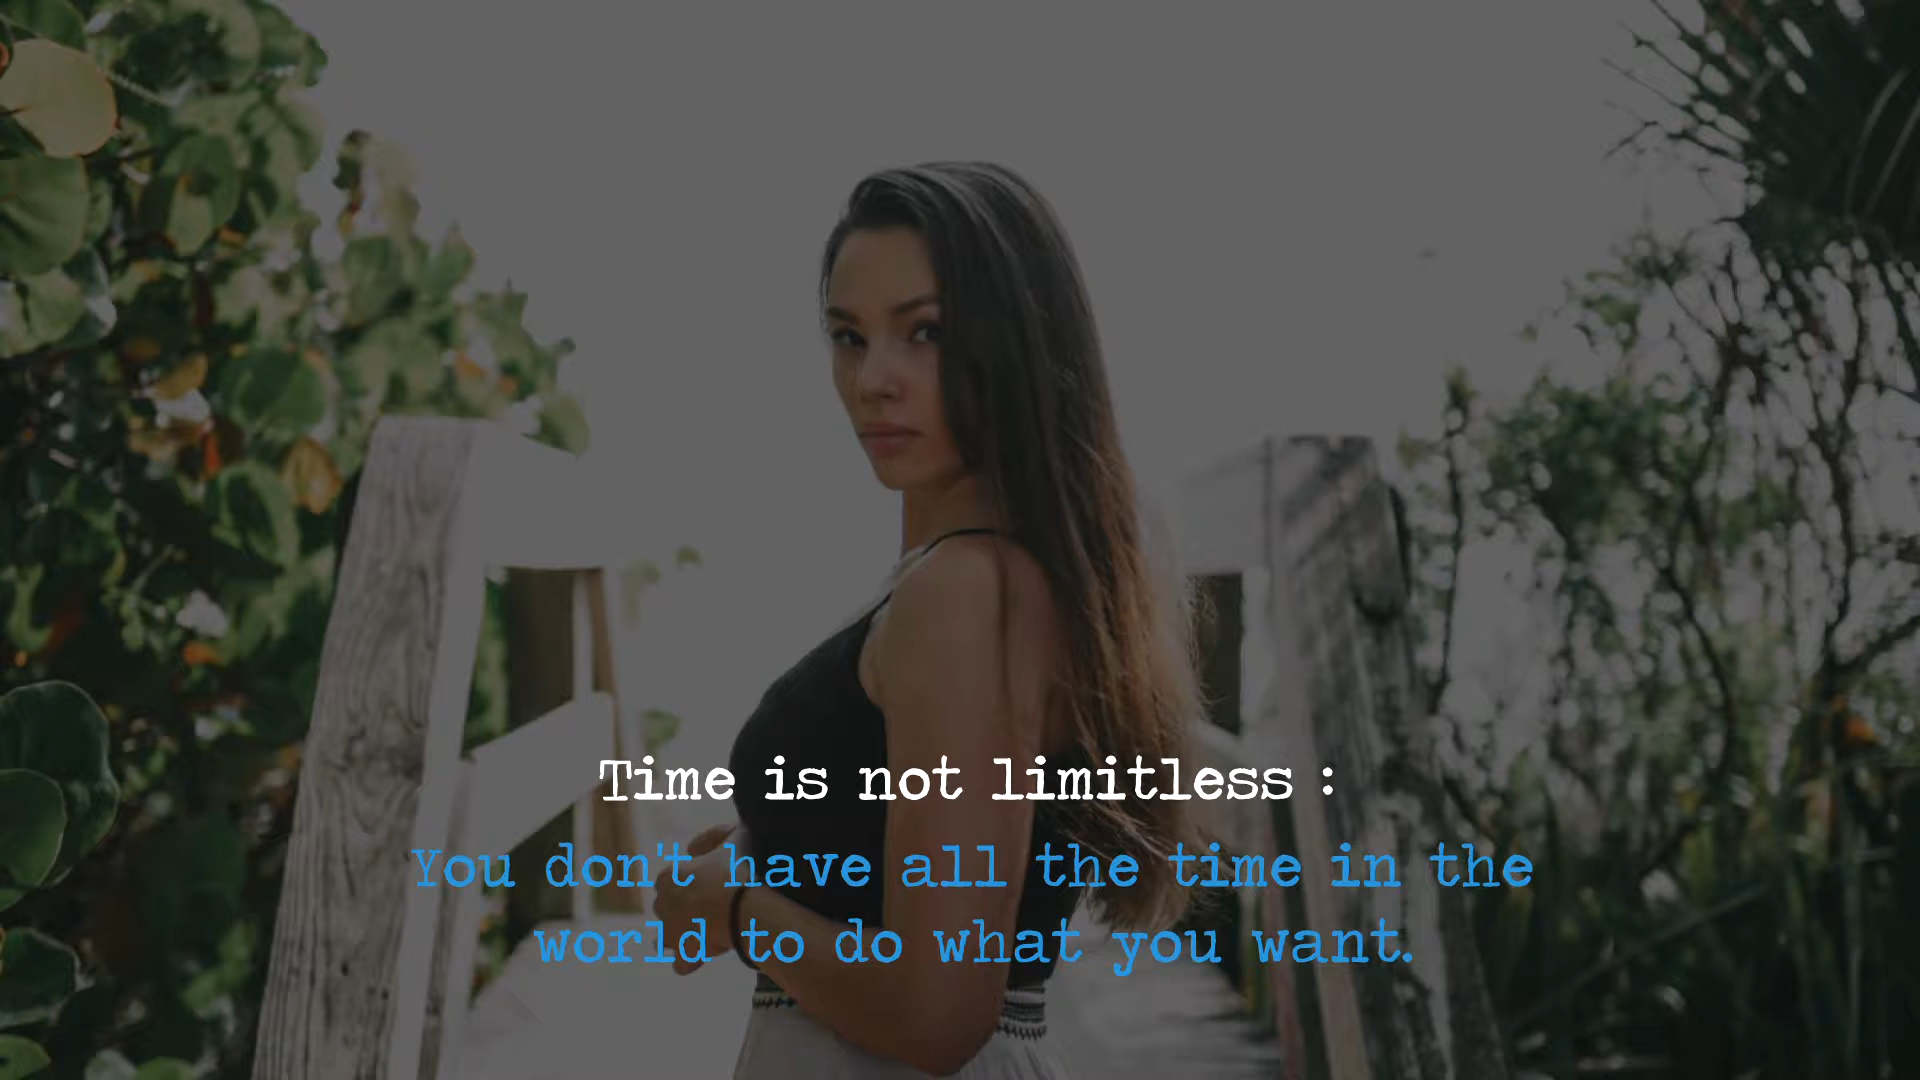 Time is not limitless :
You don't have all the time in the
world to do what you want.